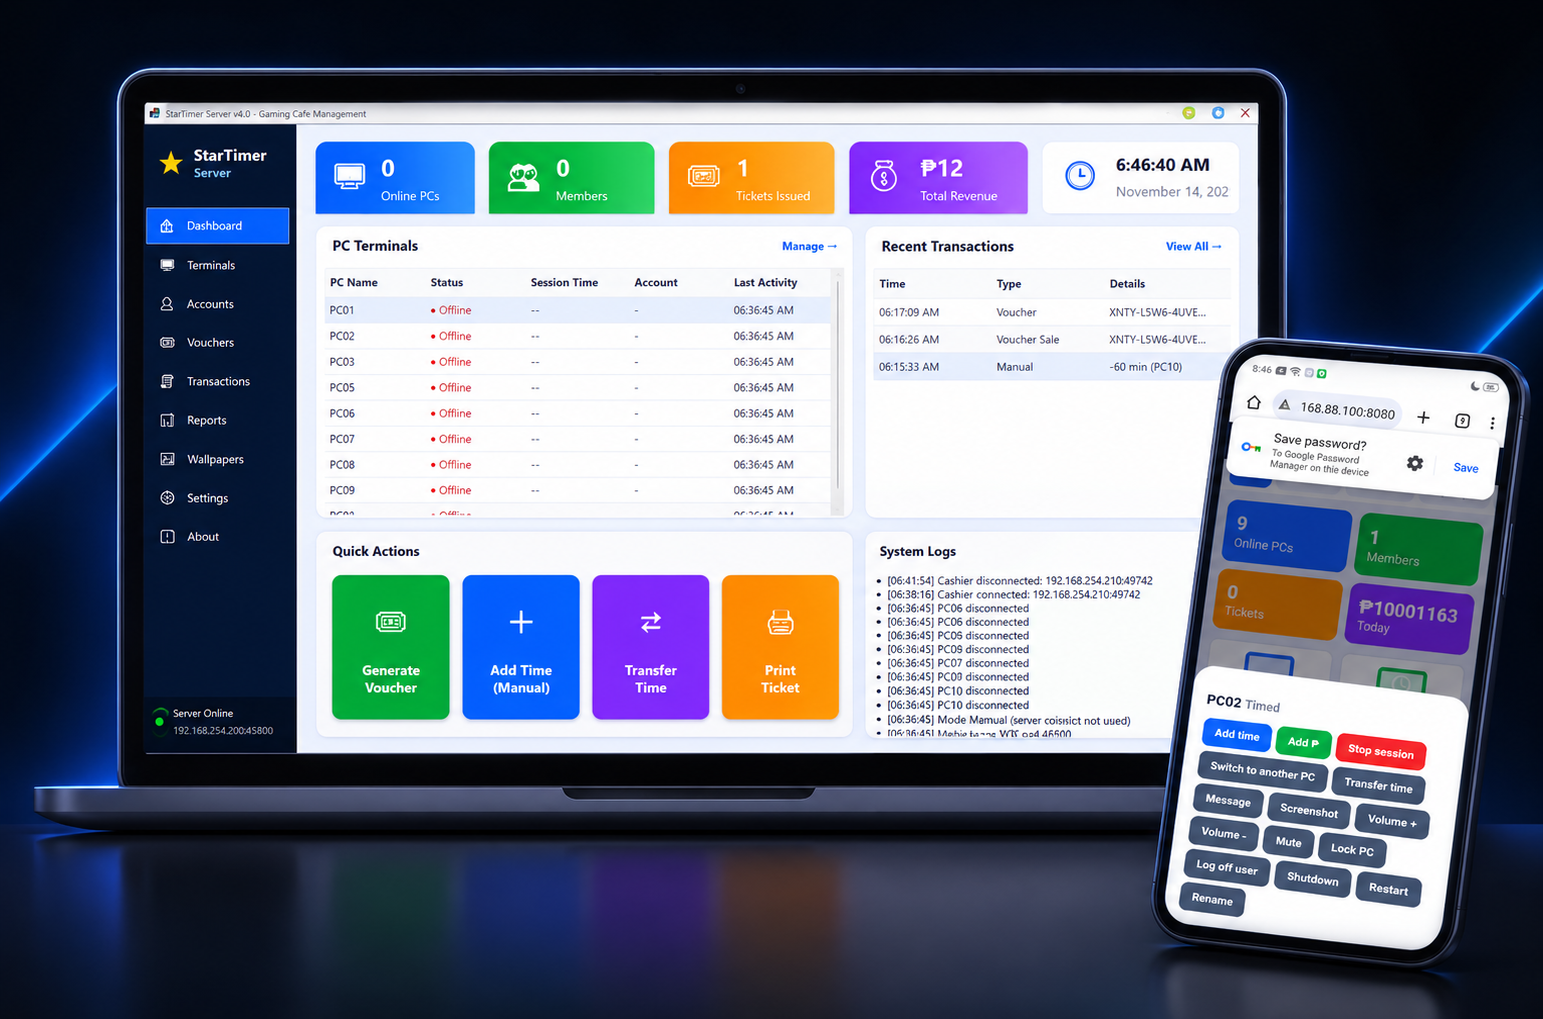 StarTimer Server v4.0 - Gaming Cafe Management
StarTimer
Server
Dashboard
Terminals
Accounts
Vouchers
Transactions
Reports
Wallpapers
Settings
About
Server Online
192.168.254.200:45800
0
Online PCs
0
Members
1
Tickets Issued
₱12
Total Revenue
6:46:40 AM
November 14, 202
PC Terminals
Manage →
PC Name Status Session Time Account Last Activity
PC01 • Offline -- - 06:36:45 AM
PC02 • Offline -- - 06:36:45 AM
PC03 • Offline -- - 06:36:45 AM
PC05 • Offline -- - 06:36:45 AM
PC06 • Offline -- - 06:36:45 AM
PC07 • Offline -- - 06:36:45 AM
PC08 • Offline -- - 06:36:45 AM
PC09 • Offline -- - 06:36:45 AM
Recent Transactions
View All →
Time Type Details
06:17:09 AM Voucher XNTY-L5W6-4UVE...
06:16:26 AM Voucher Sale XNTY-L5W6-4UVE...
06:15:33 AM Manual -60 min (PC10)
Quick Actions
Generate
Voucher
Add Time
(Manual)
Transfer
Time
Print
Ticket
System Logs
• [06:41:54] Cashier disconnected: 192.168.254.210:49742
• [06:38:16] Cashier connected: 192.168.254.210:49742
• [06:36:45] PC06 disconnected
• [06:36:45] PC06 disconnected
• [06:36:45] PC05 disconnected
• [06:36:45] PC09 disconnected
• [06:36:45] PC07 disconnected
• [06:36:45] PC09 disconnected
• [06:36:45] PC10 disconnected
• [06:36:45] PC10 disconnected
• [06:36:45] Mode Mamual (server coisisict not used)
8:46
168.88.100:8080
9
Save password?
To Google Password
Manager on thie device
Save
9
Online PCs
1
Members
0
Tickets
₱10001163
Today
PC02 Timed
Add time
Add ₱
Stop session
Switch to another PC
Transfer time
Message
Screenshot
Volume +
Volume -
Mute
Lock PC
Log off user
Shutdown
Restart
Rename